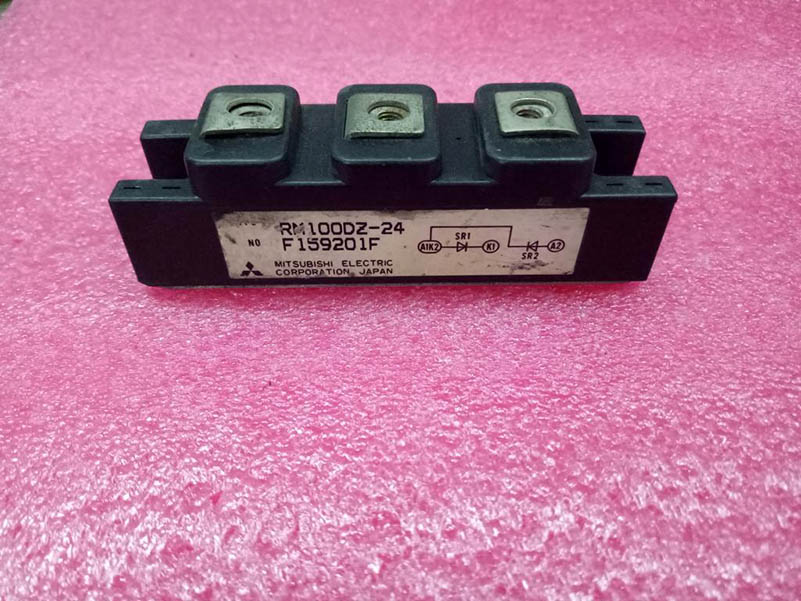 RM100DZ-24
NO F159201F
MITSUBISHI ELECTRIC
CORPORATION JAPAN
A1K2 SR1 K1 SR2 A2